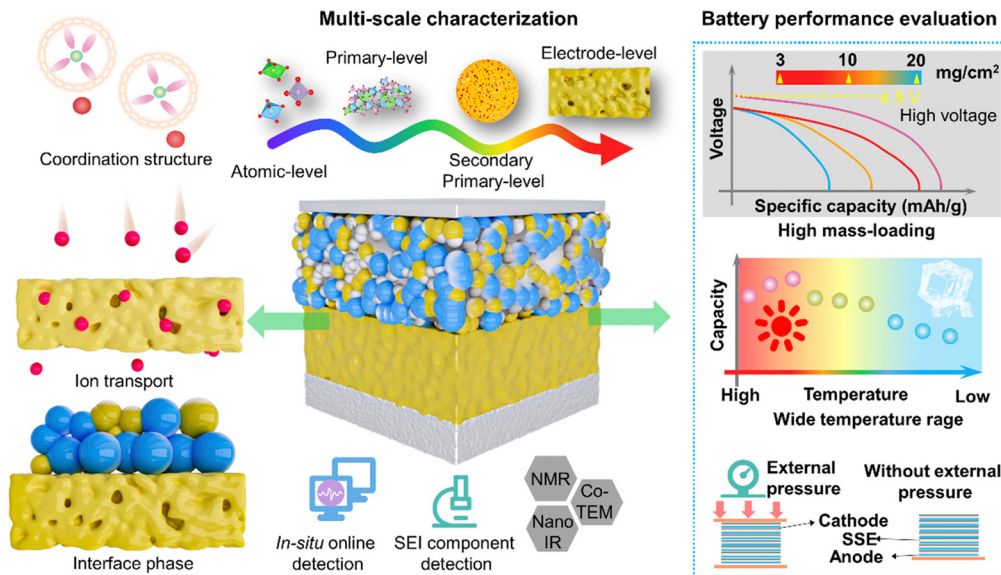 Multi-scale characterization
Battery performance evaluation
Coordination structure
Ion transport
Interface phase
Primary-level
Electrode-level
Atomic-level
Secondary
Primary-level
In-situ online
detection
SEI component
detection
NMR
Co-
TEM
Nano
IR
3 10 20
mg/cm²
4.5 V
High voltage
Voltage
Specific capacity (mAh/g)
High mass-loading
Capacity
High Temperature Low
Wide temperature rage
External
pressure
Without external
pressure
Cathode
SSE
Anode